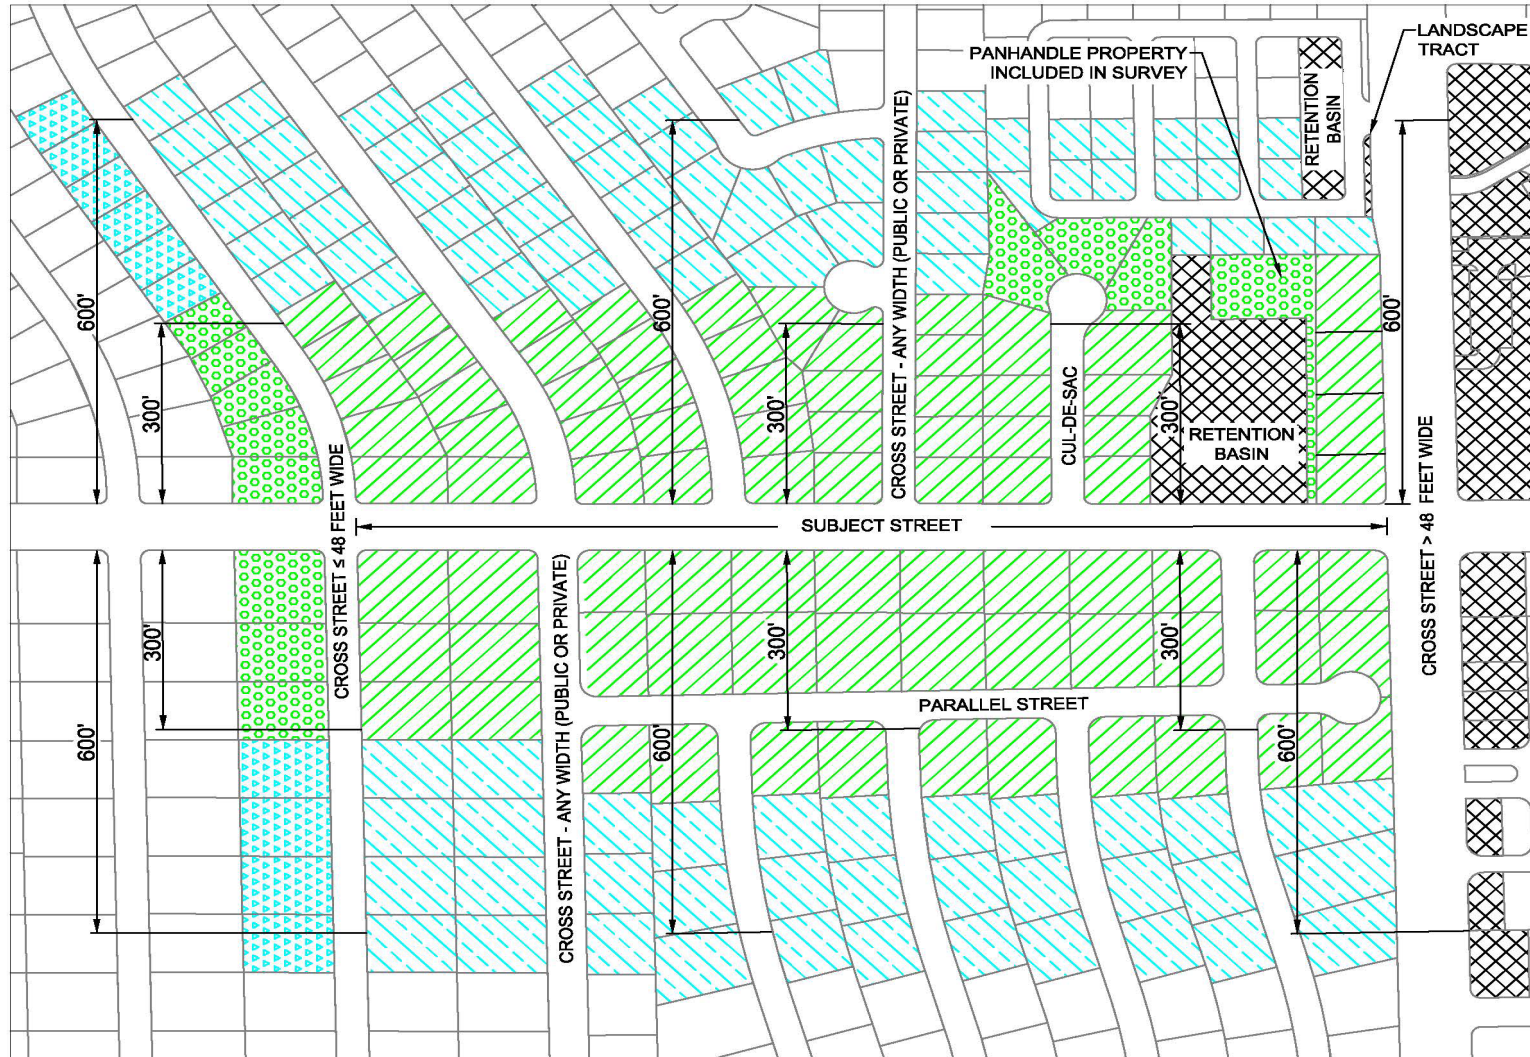 LANDSCAPE
TRACT
PANHANDLE PROPERTY
INCLUDED IN SURVEY
RETENTION
BASIN
CROSS STREET - ANY WIDTH (PUBLIC OR PRIVATE)
600'
600'
600'
300'
300'
300'
CUL-DE-SAC
RETENTION
BASIN
CROSS STREET ≤ 48 FEET WIDE
SUBJECT STREET
CROSS STREET > 48 FEET WIDE
CROSS STREET - ANY WIDTH (PUBLIC OR PRIVATE)
300'
300'
300'
PARALLEL STREET
600'
600'
600'